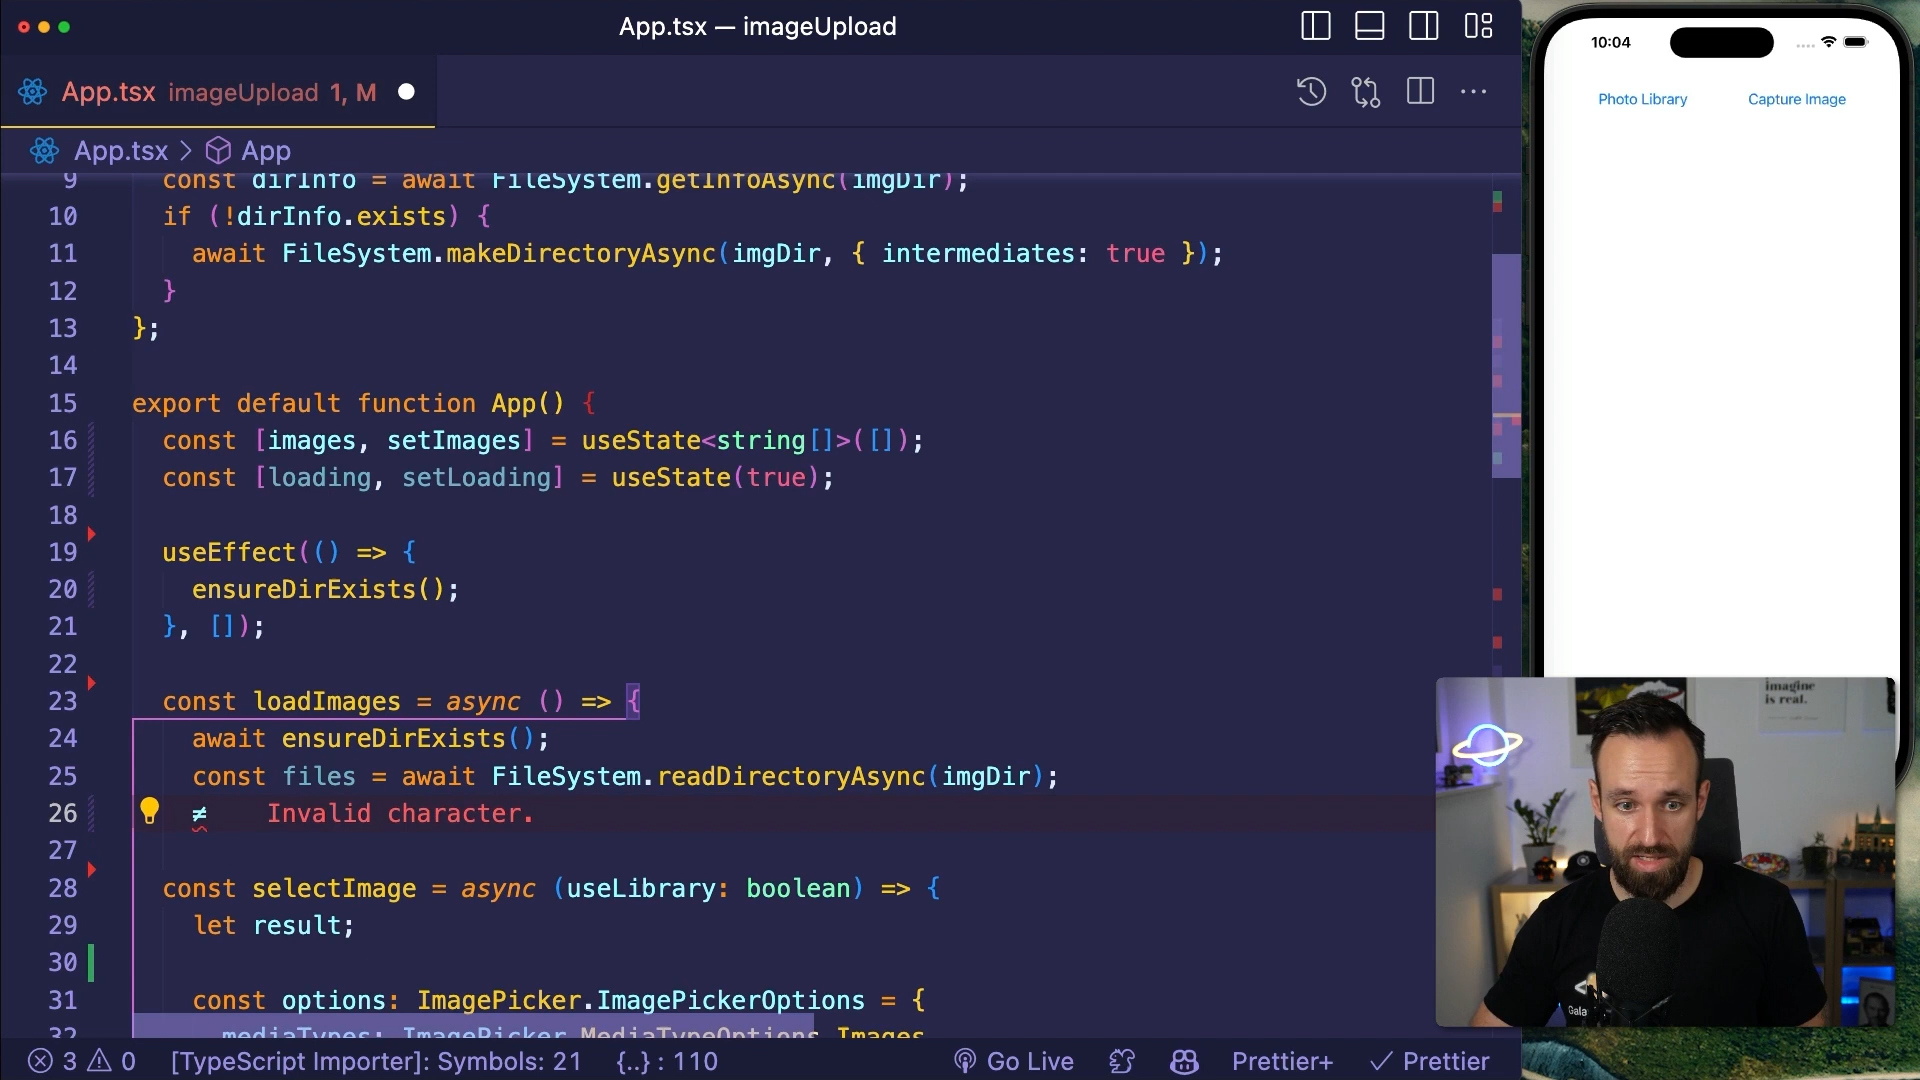 App.tsx — imageUpload
App.tsx imageUpload 1, M
App.tsx > App
9 const dirInfo = await FileSystem.getInfoAsync(imgDir);
10 if (!dirInfo.exists) {
11 await FileSystem.makeDirectoryAsync(imgDir, { intermediates: true });
12 }
13 };
14
15 export default function App() {
16 const [images, setImages] = useState<string[]>([]);
17 const [loading, setLoading] = useState(true);
18
19 useEffect(() => {
20 ensureDirExists();
21 }, []);
22
23 const loadImages = async () => {
24 await ensureDirExists();
25 const files = await FileSystem.readDirectoryAsync(imgDir);
26 ≠ Invalid character.
27
28 const selectImage = async (useLibrary: boolean) => {
29 let result;
30
31 const options: ImagePicker.ImagePickerOptions = {
32 mediaTypes: ImagePicker.MediaTypeOptions.Images
3 0 [TypeScript Importer]: Symbols: 21 {..} : 110 Go Live Prettier+ Prettier
10:04
Photo Library Capture Image
imagine
is real.